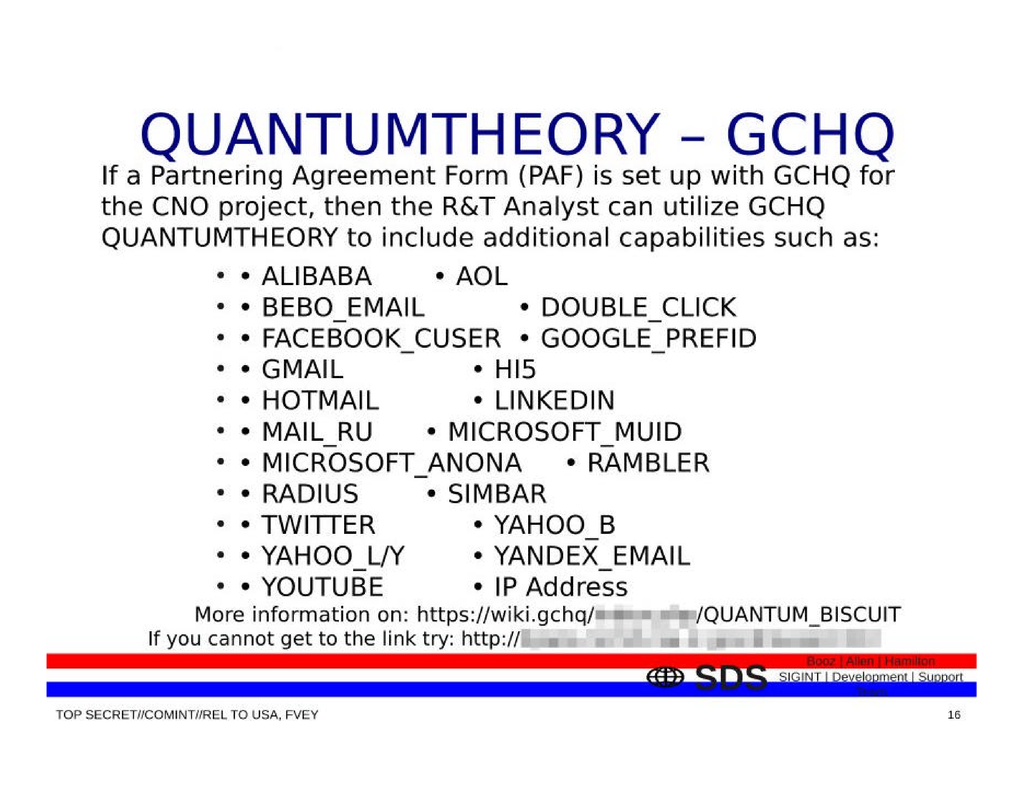 QUANTUMTHEORY – GCHQ
If a Partnering Agreement Form (PAF) is set up with GCHQ for
the CNO project, then the R&T Analyst can utilize GCHQ
QUANTUMTHEORY to include additional capabilities such as:
• • ALIBABA • AOL
• • BEBO_EMAIL • DOUBLE_CLICK
• • FACEBOOK_CUSER • GOOGLE_PREFID
• • GMAIL • HI5
• • HOTMAIL • LINKEDIN
• • MAIL_RU • MICROSOFT_MUID
• • MICROSOFT_ANONA • RAMBLER
• • RADIUS • SIMBAR
• • TWITTER • YAHOO_B
• • YAHOO_L/Y • YANDEX_EMAIL
• • YOUTUBE • IP Address
More information on: https://wiki.gchq/ /QUANTUM_BISCUIT
If you cannot get to the link try: http://
SDS
Booz | Allen | Hamilton
SIGINT | Development | Support
TOP SECRET//COMINT//REL TO USA, FVEY
16